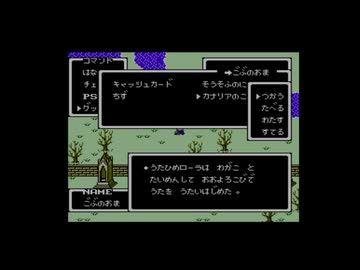 コマンド
はな
チェ
PS
▶グッ
→ごぶのおま
キャッシュカード
そうそふのに
ちず
▶カナリアのこ
▶つかう
たべる
わたす
すてる
NAME
ごぶのおま
●うたひめローラは わがこ と
たいめんして おおよろこびで
うたを うたいはじめた。